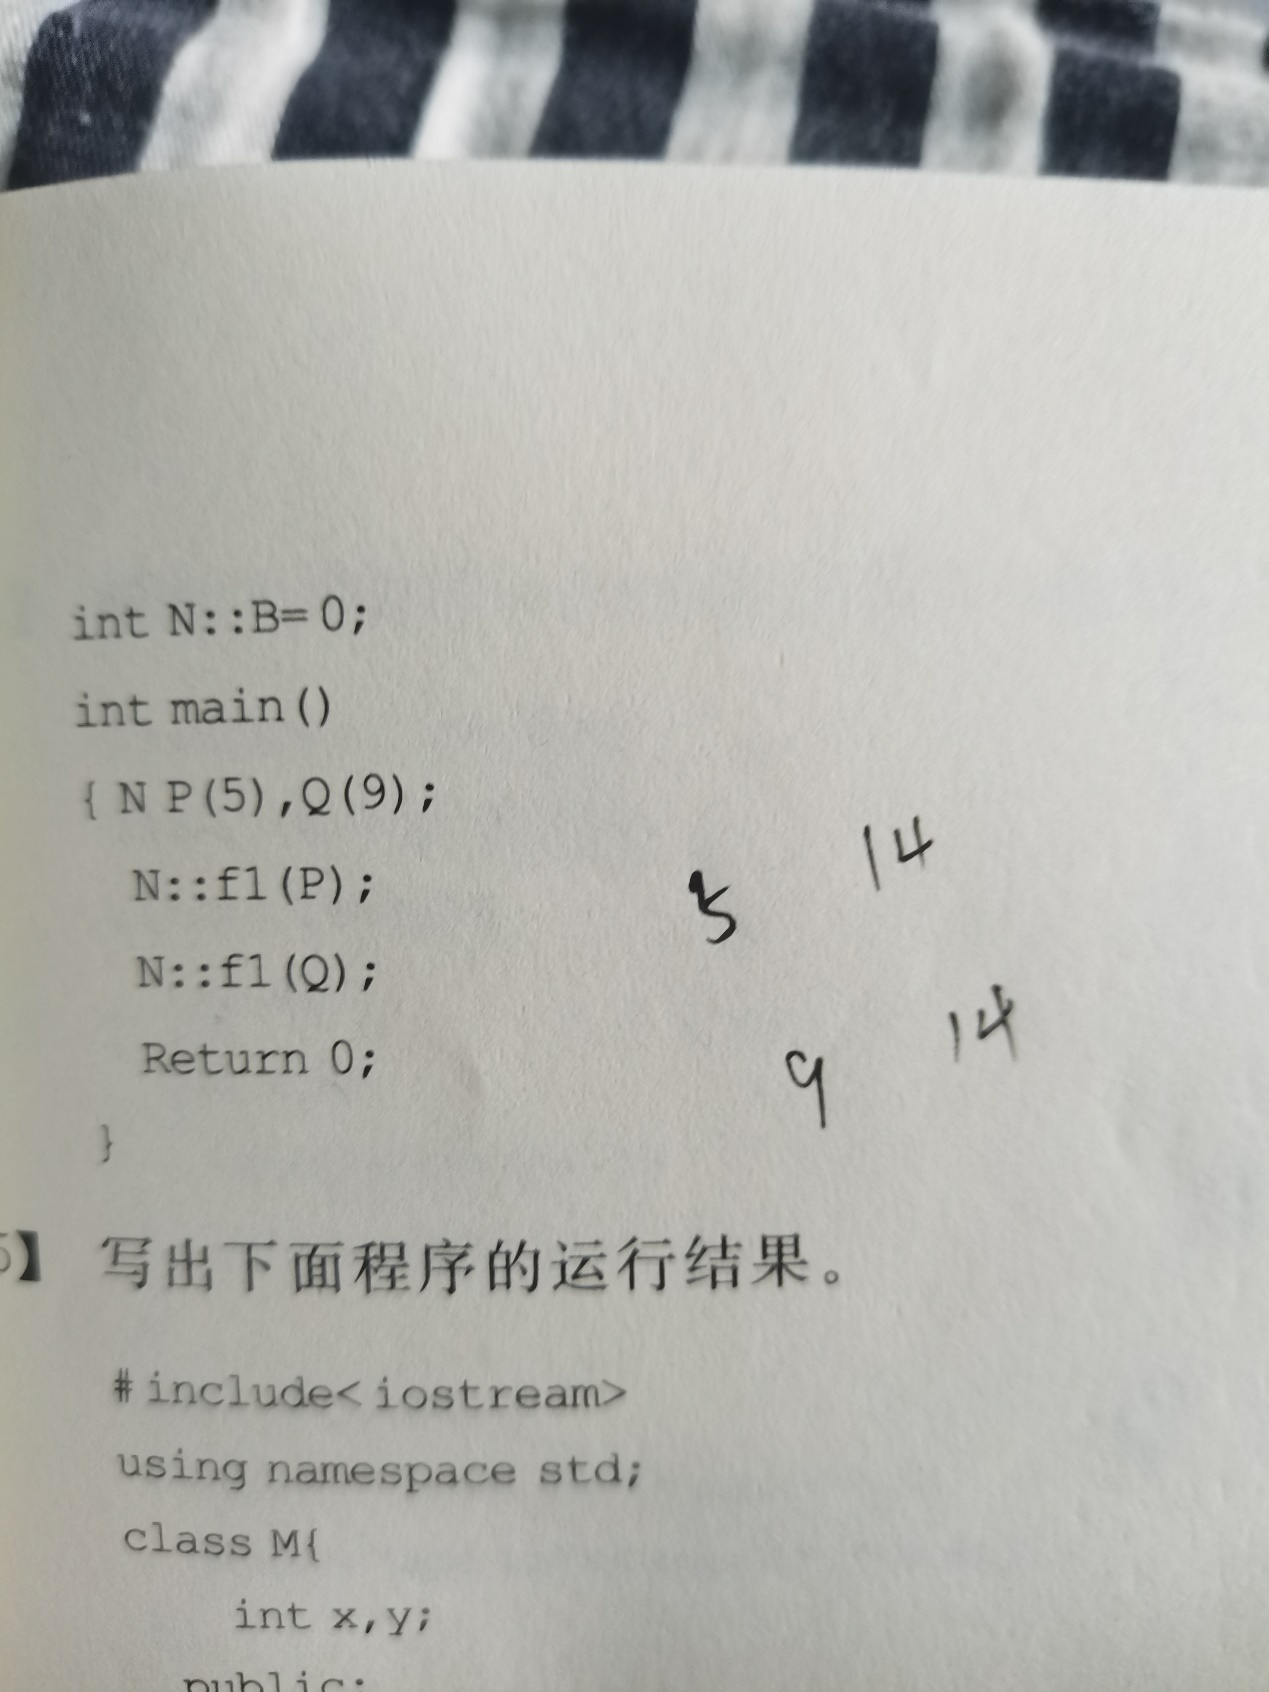 int N::B=0;
int main()
{ N P(5),Q(9);
N::f1(P);
5 14
N::f1(Q);
Return 0;
9 14
}
】 写出下面程序的运行结果。
#include<iostream>
using namespace std;
class M{
int x,y;
public: